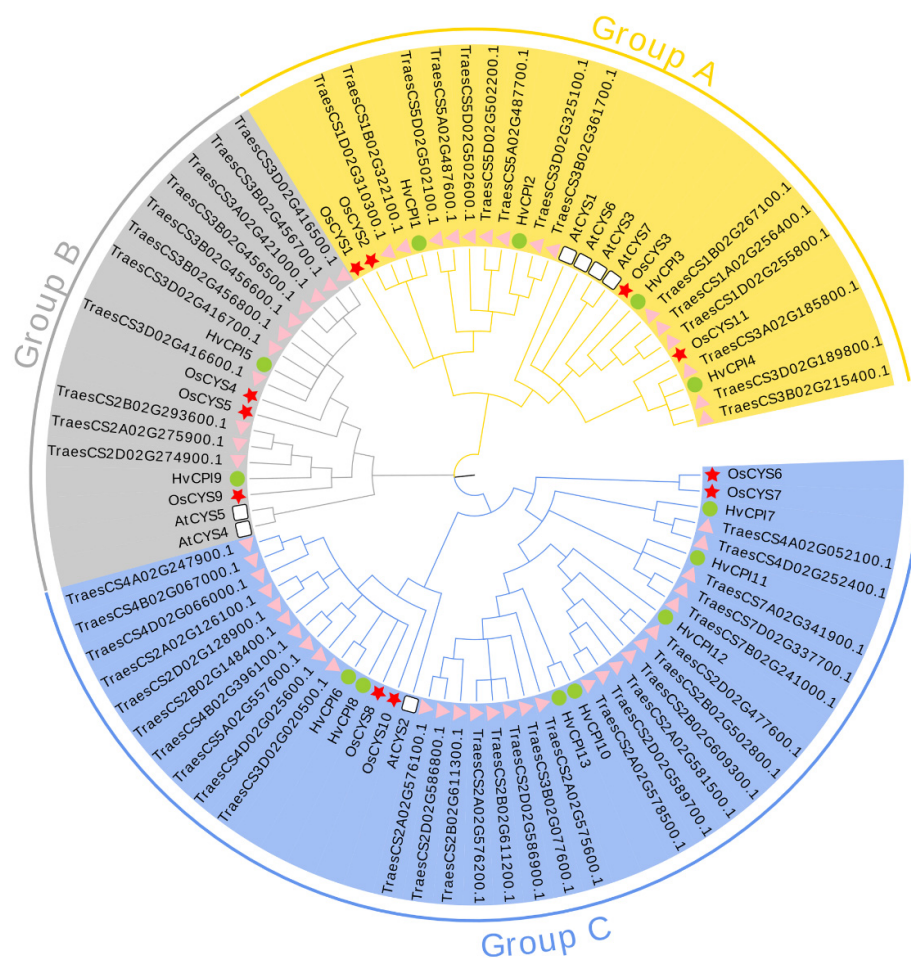 Group A
Group B
Group C
TraesCS3D02G416500.1
TraesCS3B02G456700.1
TraesCS3A02G421000.1
TraesCS3B02G456500.1
TraesCS3B02G456600.1
TraesCS3B02G456800.1
TraesCS3D02G416700.1
HvCPI5
TraesCS3D02G416600.1
OsCYS4
OsCYS5
TraesCS2B02G293600.1
TraesCS2A02G275900.1
TraesCS2D02G274900.1
HvCPI9
OsCYS9
AtCYS5
AtCYS4
OsCYS1
OsCYS2
TraesCS1D02G310300.1
TraesCS1B02G322100.1
HvCPI1
TraesCS5D02G502100.1
TraesCS5A02G487600.1
TraesCS5D02G502600.1
TraesCS5D02G502200.1
TraesCS5A02G487700.1
HvCPI2
TraesCS3D02G325100.1
TraesCS3B02G361700.1
AtCYS1
AtCYS6
AtCYS3
AtCYS7
OsCYS3
HvCPI3
TraesCS1B02G267100.1
TraesCS1A02G256400.1
TraesCS1D02G255800.1
OsCYS11
TraesCS3A02G185800.1
HvCPI4
TraesCS3D02G189800.1
TraesCS3B02G215400.1
OsCYS6
OsCYS7
HvCPI7
TraesCS4A02G052100.1
TraesCS4D02G252400.1
HvCPI11
TraesCS7A02G341900.1
TraesCS7D02G337700.1
TraesCS7B02G241000.1
HvCPI12
TraesCS2D02G477600.1
TraesCS2B02G502800.1
TraesCS2B02G609300.1
TraesCS2A02G581500.1
TraesCS2D02G589700.1
TraesCS2A02G578500.1
HvCPI10
HvCPI13
TraesCS2A02G575600.1
TraesCS3B02G077600.1
TraesCS2D02G586900.1
TraesCS2B02G611200.1
TraesCS2A02G576200.1
TraesCS2B02G611300.1
TraesCS2D02G586800.1
TraesCS2A02G576100.1
AtCYS2
OsCYS10
OsCYS8
HvCPI8
HvCPI6
TraesCS3D02G020500.1
TraesCS4D02G025600.1
TraesCS5A02G557600.1
TraesCS4B02G396100.1
TraesCS2B02G148400.1
TraesCS2D02G128900.1
TraesCS2A02G126100.1
TraesCS4D02G066000.1
TraesCS4B02G067000.1
TraesCS4A02G247900.1